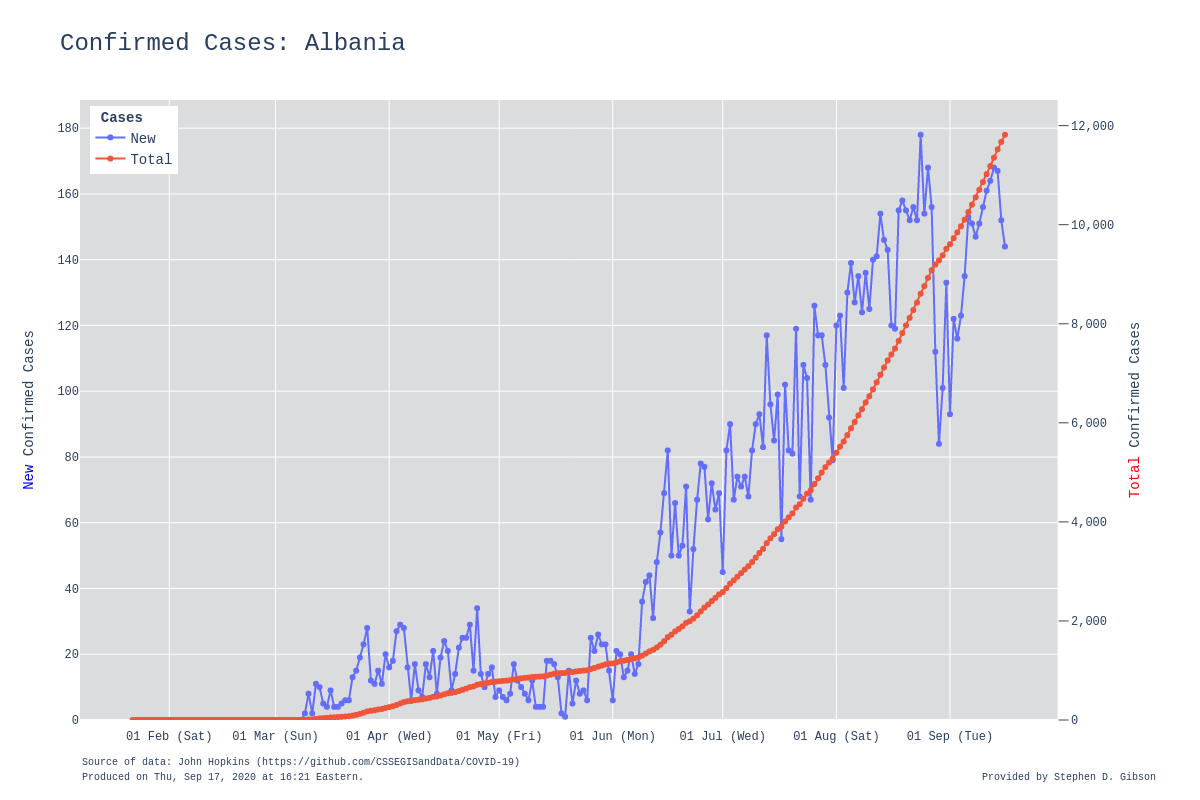 Confirmed Cases: Albania
Cases
New
Total
180
160
140
120
100
80
60
40
20
0
12,000
10,000
8,000
6,000
4,000
2,000
0
New Confirmed Cases
Total Confirmed Cases
01 Feb (Sat) 01 Mar (Sun) 01 Apr (Wed) 01 May (Fri) 01 Jun (Mon) 01 Jul (Wed) 01 Aug (Sat) 01 Sep (Tue)
Source of data: John Hopkins (https://github.com/CSSEGISandData/COVID-19)
Produced on Thu, Sep 17, 2020 at 16:21 Eastern.
Provided by Stephen D. Gibson